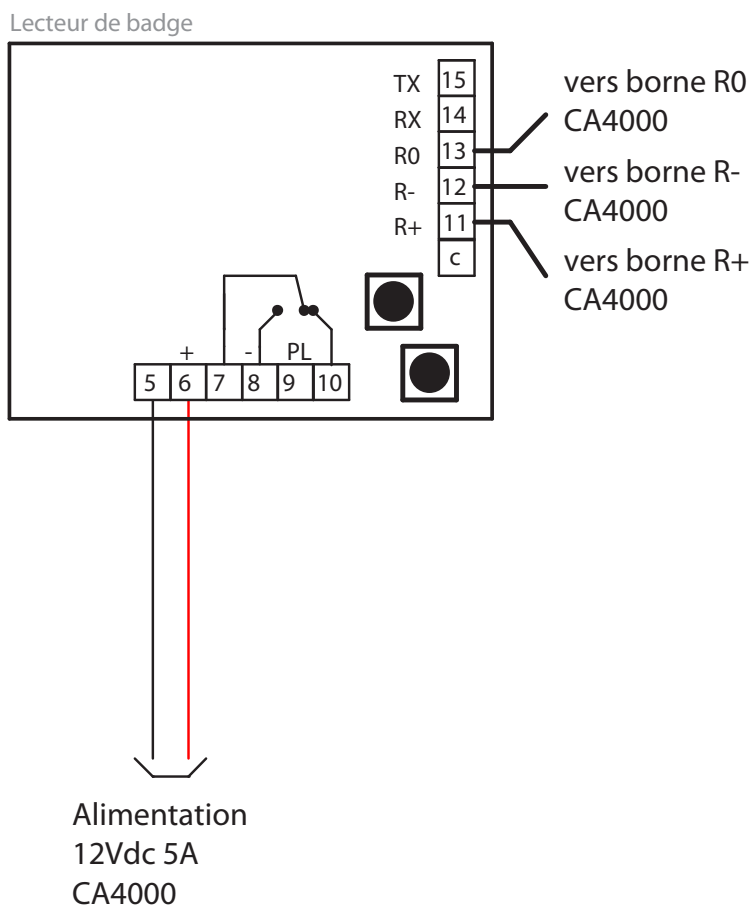 Lecteur de badge
TX 15
RX 14
R0 13
R- 12
R+ 11
c
vers borne R0
CA4000
vers borne R-
CA4000
vers borne R+
CA4000
+ - PL
5 6 7 8 9 10
Alimentation
12Vdc 5A
CA4000